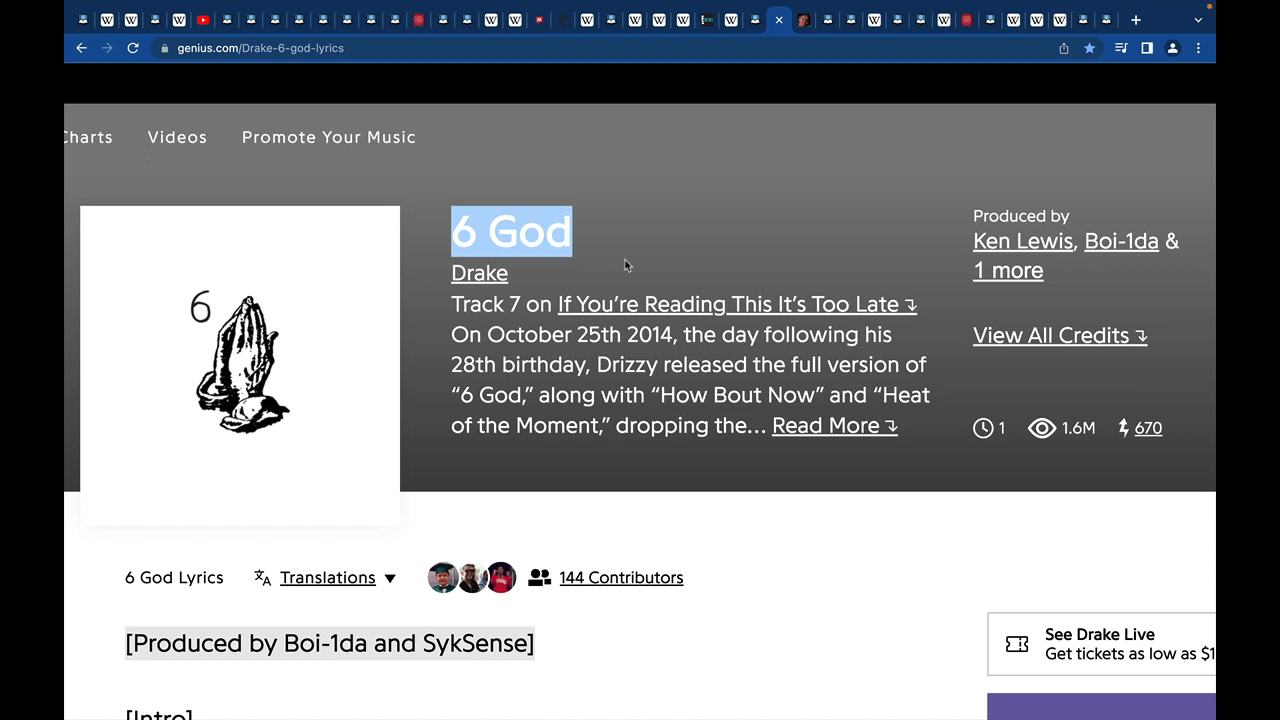 genius.com/Drake-6-god-lyrics
Charts Videos Promote Your Music
6
6 God
Drake
Track 7 on If You're Reading This It's Too Late
On October 25th 2014, the day following his
28th birthday, Drizzy released the full version of
“6 God,” along with “How Bout Now” and “Heat
of the Moment,” dropping the... Read More
Produced by
Ken Lewis, Boi-1da &
1 more
View All Credits
1 1.6M 670
6 God Lyrics Translations 144 Contributors
[Produced by Boi-1da and SykSense]
[Intro]
See Drake Live
Get tickets as low as $1